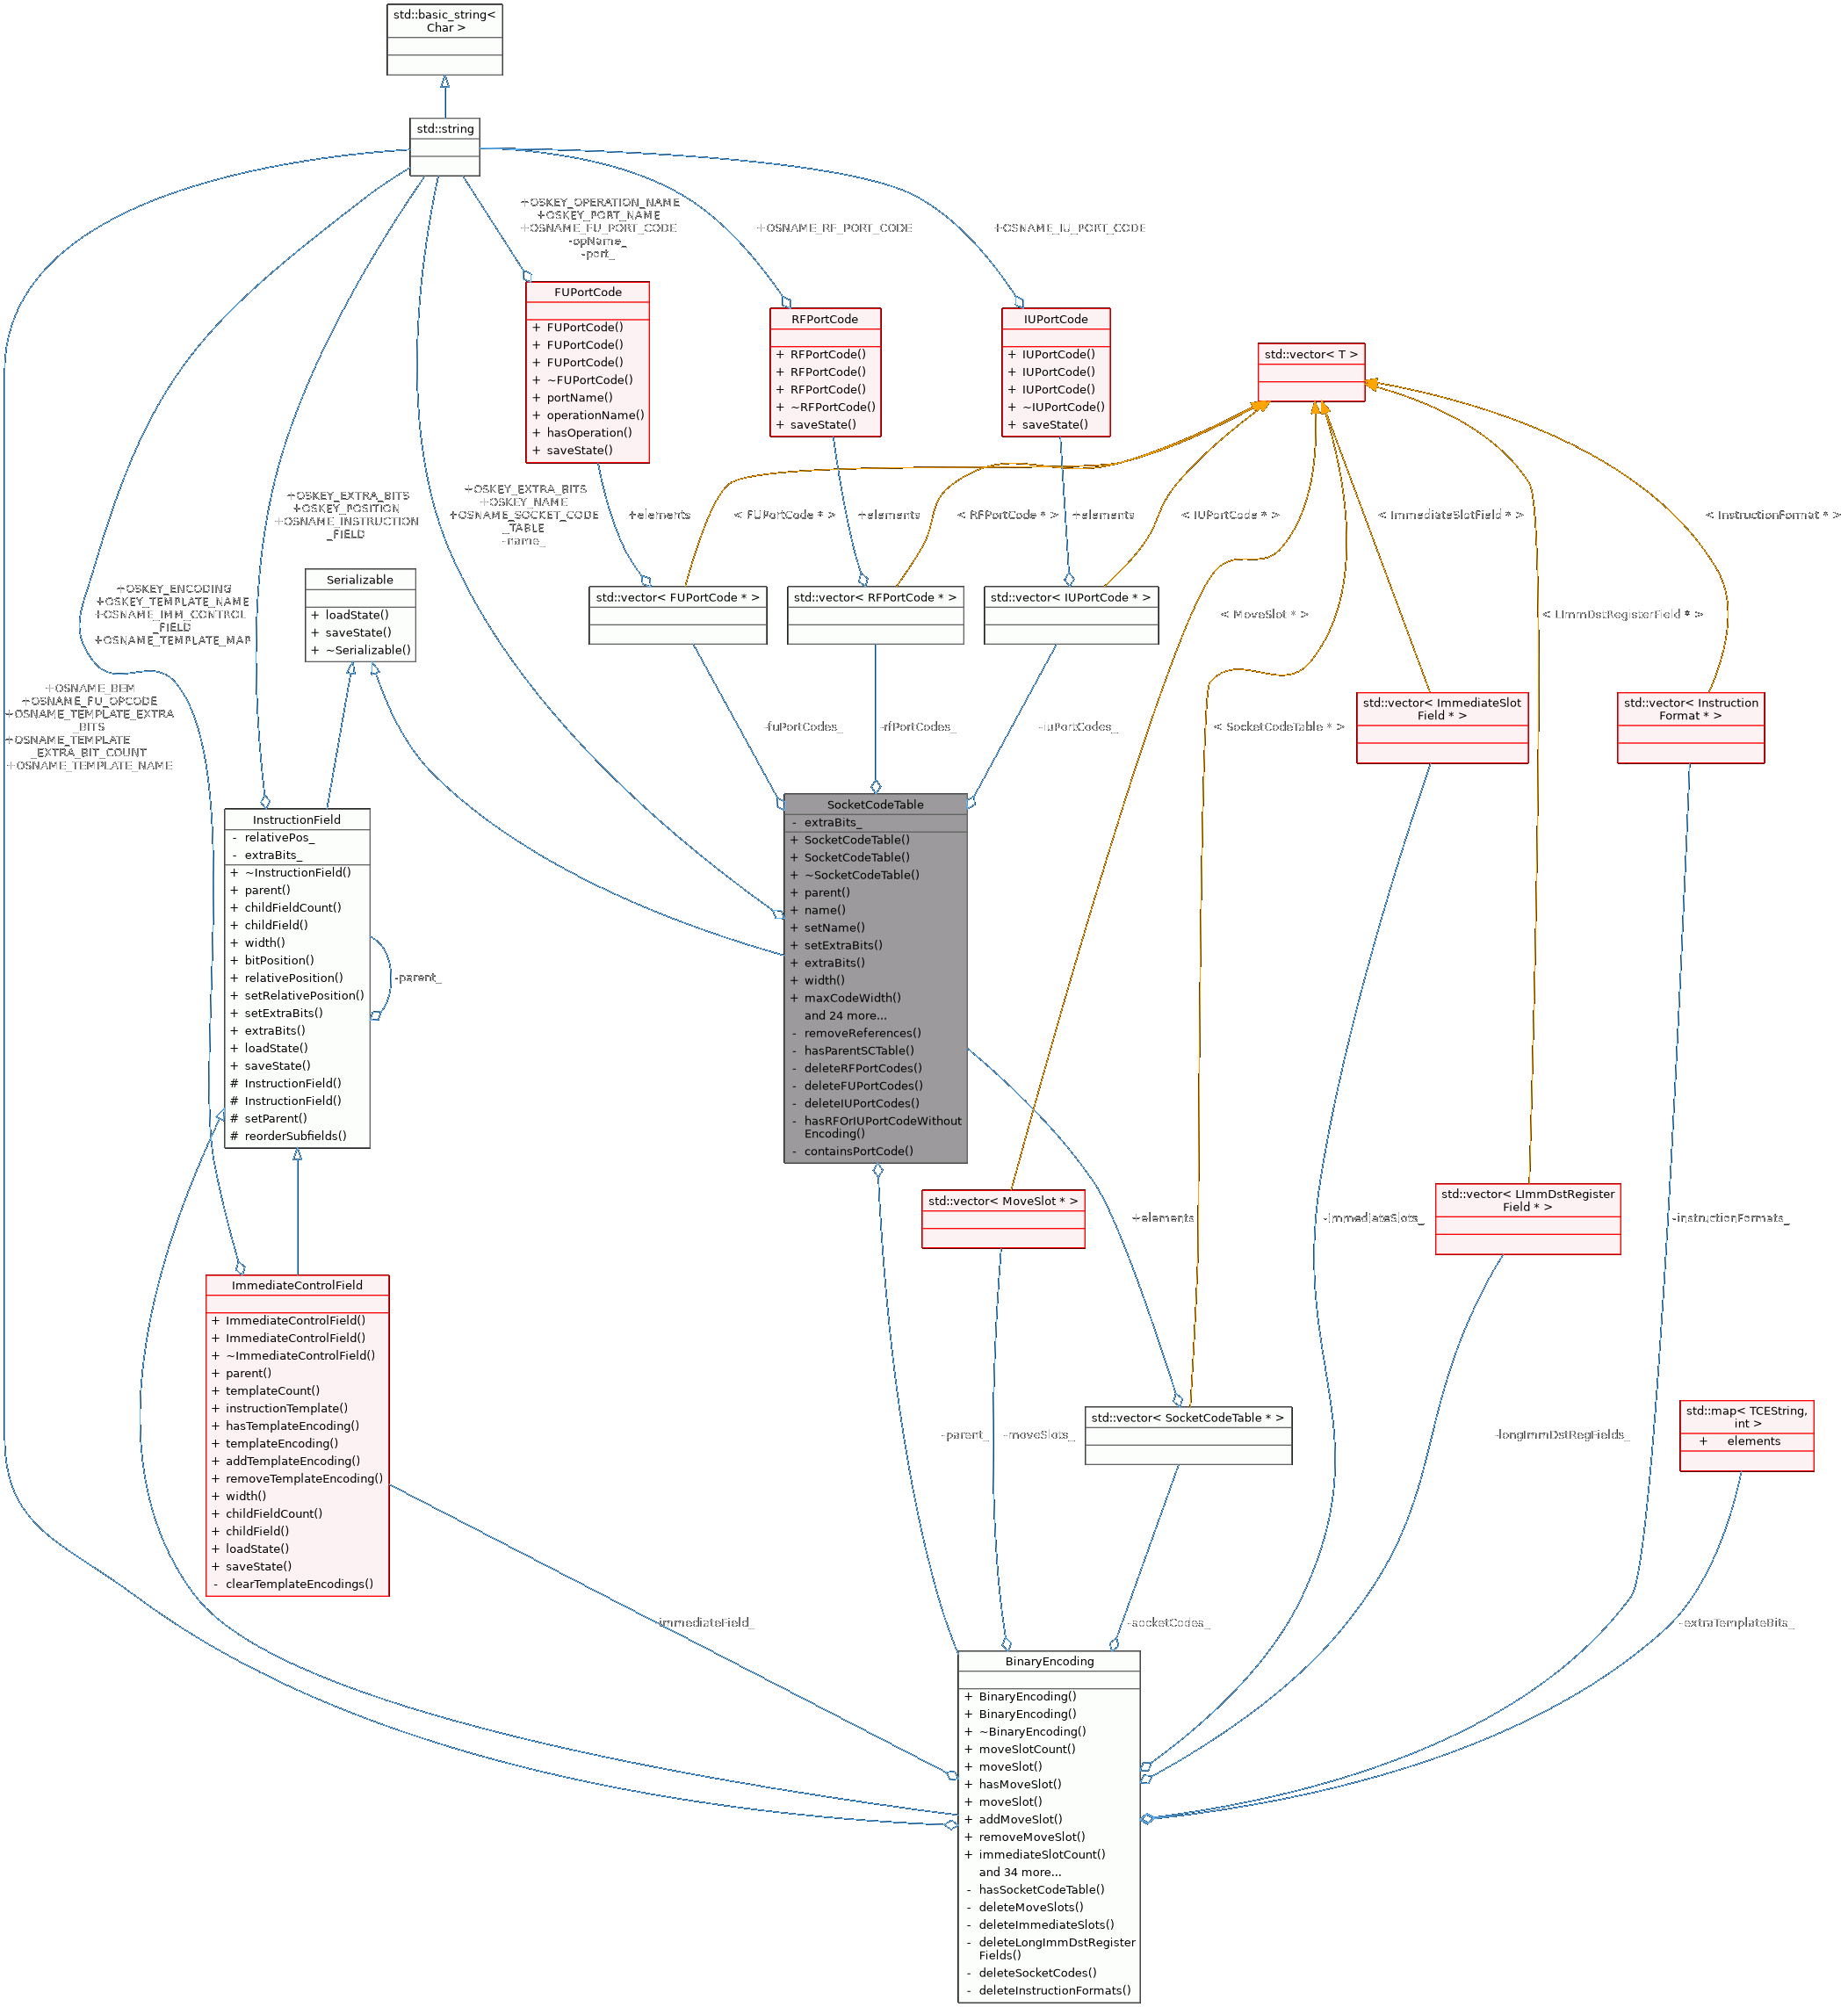 std::basic_string<
Char >
std::string
+OSKEY_OPERATION_NAME
+OSKEY_PORT_NAME
+OSNAME_FU_PORT_CODE
-opName_
-port_
+OSNAME_RF_PORT_CODE
+OSNAME_IU_PORT_CODE
FUPortCode
+ FUPortCode()
+ FUPortCode()
+ FUPortCode()
+ ~FUPortCode()
+ portName()
+ operationName()
+ hasOperation()
+ saveState()
RFPortCode
+ RFPortCode()
+ RFPortCode()
+ RFPortCode()
+ ~RFPortCode()
+ saveState()
IUPortCode
+ IUPortCode()
+ IUPortCode()
+ IUPortCode()
+ ~IUPortCode()
+ saveState()
std::vector< T >
+OSKEY_EXTRA_BITS
+OSKEY_POSITION
+OSNAME_INSTRUCTION
_FIELD
+OSKEY_EXTRA_BITS
+OSKEY_NAME
+OSNAME_SOCKET_CODE
_TABLE
-name_
+elements
< FUPortCode * >
+elements
< RFPortCode * >
+elements
< IUPortCode * >
< ImmediateSlotField * >
< InstructionFormat * >
+OSKEY_ENCODING
+OSKEY_TEMPLATE_NAME
+OSNAME_IMM_CONTROL
_FIELD
+OSNAME_TEMPLATE_MAP
Serializable
+ loadState()
+ saveState()
+ ~Serializable()
std::vector< FUPortCode * >
std::vector< RFPortCode * >
std::vector< IUPortCode * >
< MoveSlot * >
< LImmDstRegisterField * >
+OSNAME_BEM
+OSNAME_FU_OPCODE
+OSNAME_TEMPLATE_EXTRA
_BITS
+OSNAME_TEMPLATE
_EXTRA_BIT_COUNT
+OSNAME_TEMPLATE_NAME
-fuPortCodes_
-rfPortCodes_
-iuPortCodes_
< SocketCodeTable * >
std::vector< ImmediateSlot
Field * >
std::vector< Instruction
Format * >
InstructionField
- relativePos_
- extraBits_
+ ~InstructionField()
+ parent()
+ childFieldCount()
+ childField()
+ width()
+ bitPosition()
+ relativePosition()
+ setRelativePosition()
+ setExtraBits()
+ extraBits()
+ loadState()
+ saveState()
# InstructionField()
# InstructionField()
# setParent()
# reorderSubfields()
-parent_
SocketCodeTable
- extraBits_
+ SocketCodeTable()
+ SocketCodeTable()
+ ~SocketCodeTable()
+ parent()
+ name()
+ setName()
+ setExtraBits()
+ extraBits()
+ width()
+ maxCodeWidth()
and 24 more...
- removeReferences()
- hasParentSCTable()
- deleteRFPortCodes()
- deleteFUPortCodes()
- deleteIUPortCodes()
- hasRFOrIUPortCodeWithout
Encoding()
- containsPortCode()
std::vector< MoveSlot * >
+elements
-immediateSlots_
std::vector< LImmDstRegister
Field * >
-instructionFormats_
ImmediateControlField
+ ImmediateControlField()
+ ImmediateControlField()
+ ~ImmediateControlField()
+ parent()
+ templateCount()
+ instructionTemplate()
+ hasTemplateEncoding()
+ templateEncoding()
+ addTemplateEncoding()
+ removeTemplateEncoding()
+ width()
+ childFieldCount()
+ childField()
+ loadState()
+ saveState()
- clearTemplateEncodings()
-parent_
-moveSlots_
std::vector< SocketCodeTable * >
-longImmDstRegFields_
std::map< TCEString,
int >
+ elements
-immediateField_
-socketCodes_
-extraTemplateBits_
BinaryEncoding
+ BinaryEncoding()
+ BinaryEncoding()
+ ~BinaryEncoding()
+ moveSlotCount()
+ moveSlot()
+ hasMoveSlot()
+ moveSlot()
+ addMoveSlot()
+ removeMoveSlot()
+ immediateSlotCount()
and 34 more...
- hasSocketCodeTable()
- deleteMoveSlots()
- deleteImmediateSlots()
- deleteLongImmDstRegister
Fields()
- deleteSocketCodes()
- deleteInstructionFormats()